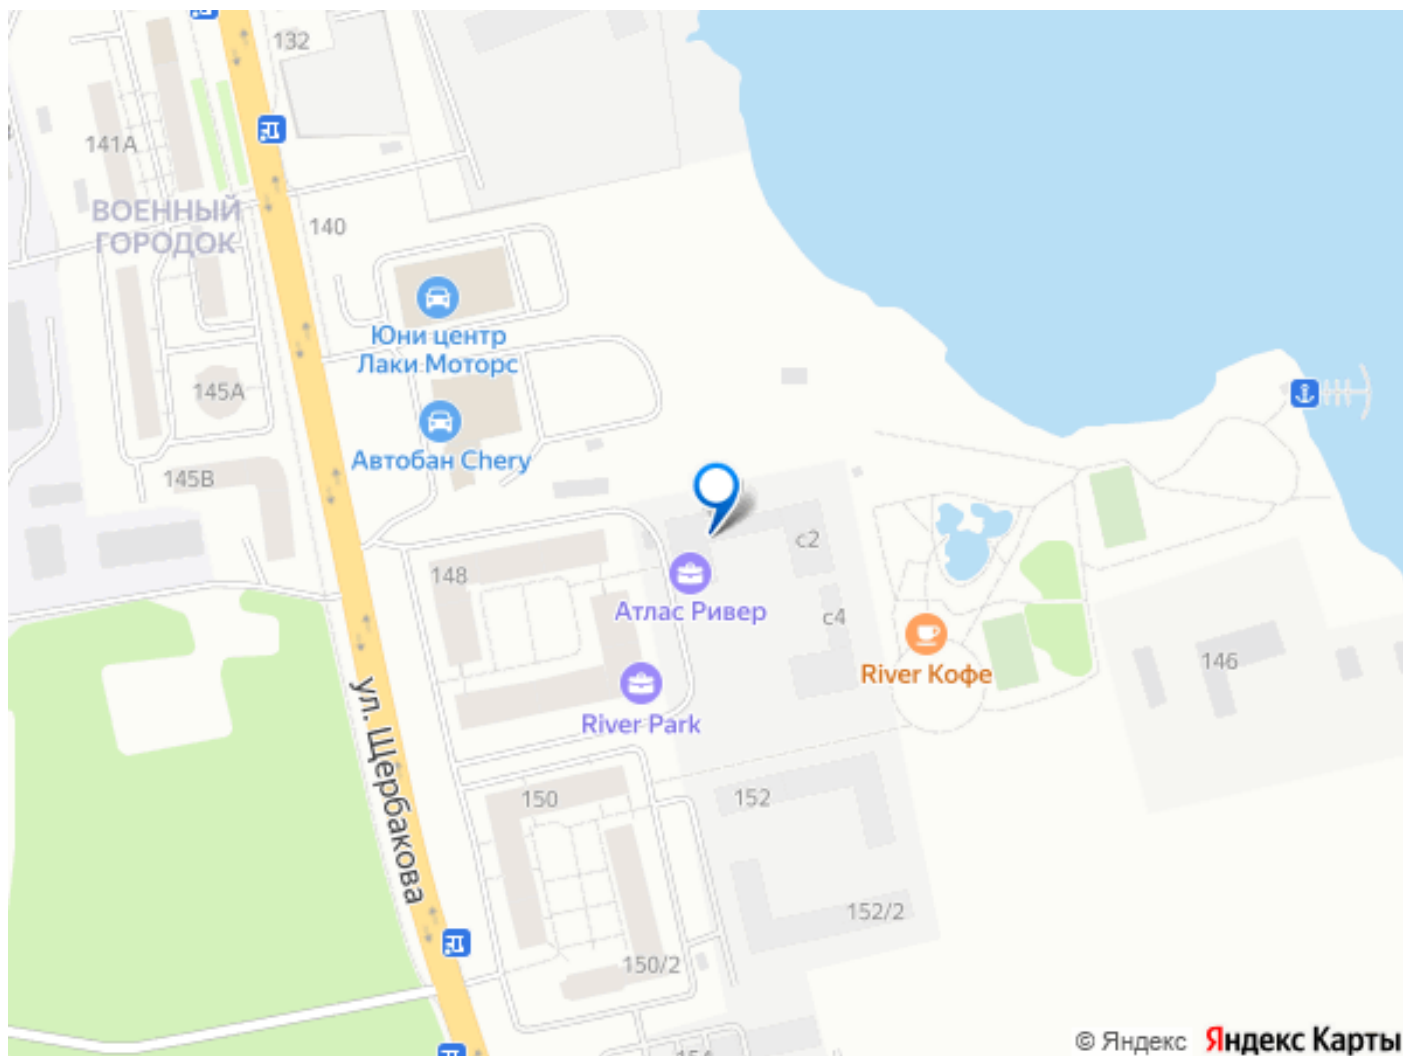 132
141А
ВОЕННЫЙ
ГОРОДОК
140
Юни центр
Лаки Моторс
145А
Автобан Chery
145В
с2
148
Атлас Ривер
с4
River Кофе
146
River Park
ул. Щербакова
150
152
152/2
150/2
154
© Яндекс Яндекс Карты